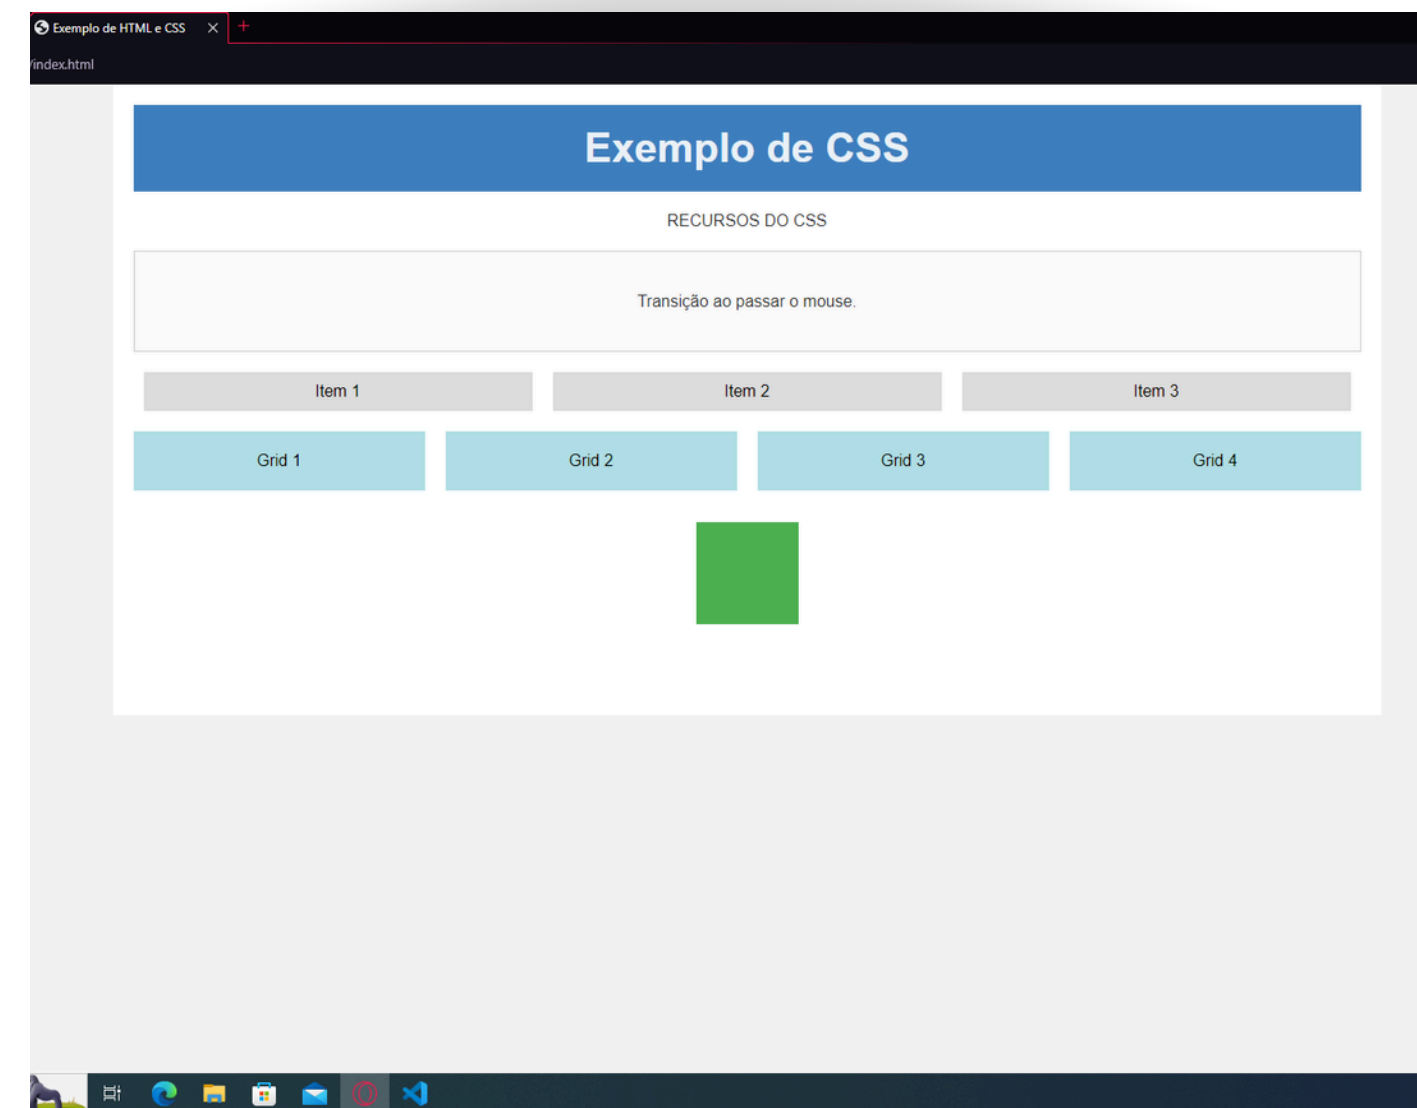 Exemplo de HTML e CSS
/index.html
Exemplo de CSS
RECURSOS DO CSS
Transição ao passar o mouse.
Item 1 Item 2 Item 3
Grid 1 Grid 2 Grid 3 Grid 4